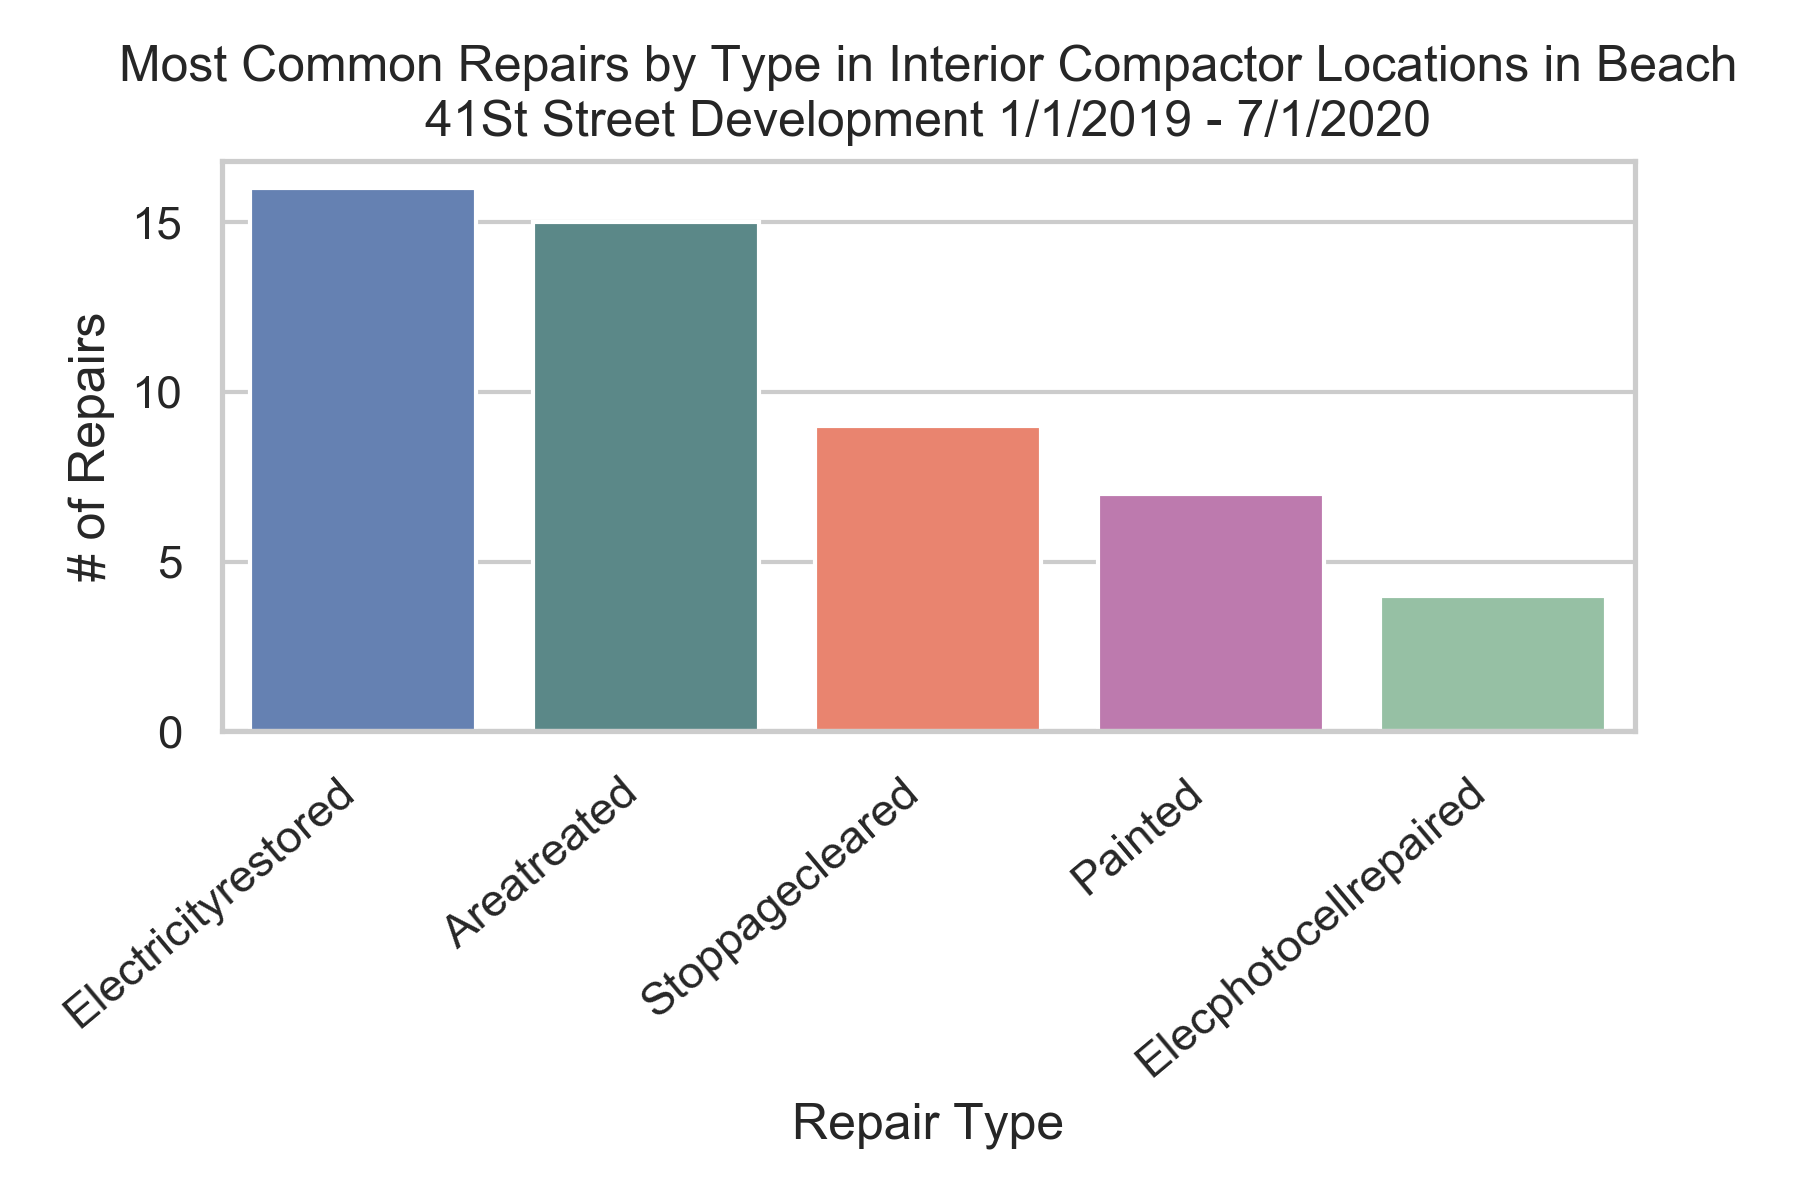 Most Common Repairs by Type in Interior Compactor Locations in Beach
41St Street Development 1/1/2019 - 7/1/2020
# of Repairs
15
10
5
0
Electricityrestored
Areatreated
Stoppagecleared
Painted
Elecphotocellrepaired
Repair Type